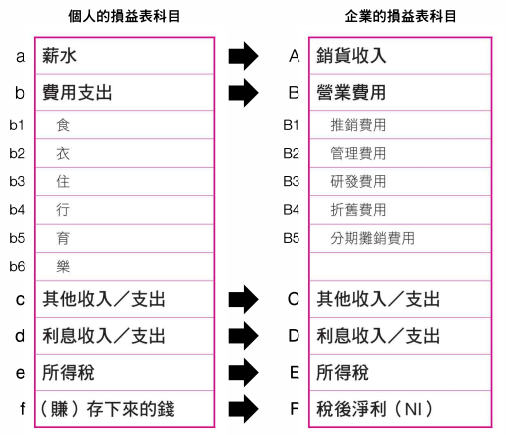 個人的損益表科目 企業的損益表科目
a 薪水 A 銷貨收入
b 費用支出 B 營業費用
b1 食 B1 推銷費用
b2 衣 B2 管理費用
b3 住 B3 研發費用
b4 行 B4 折舊費用
b5 育 B5 分期攤銷費用
b6 樂
c 其他收入／支出 C 其他收入／支出
d 利息收入／支出 D 利息收入／支出
e 所得稅 E 所得稅
f （賺）存下來的錢 F 稅後淨利（NI）